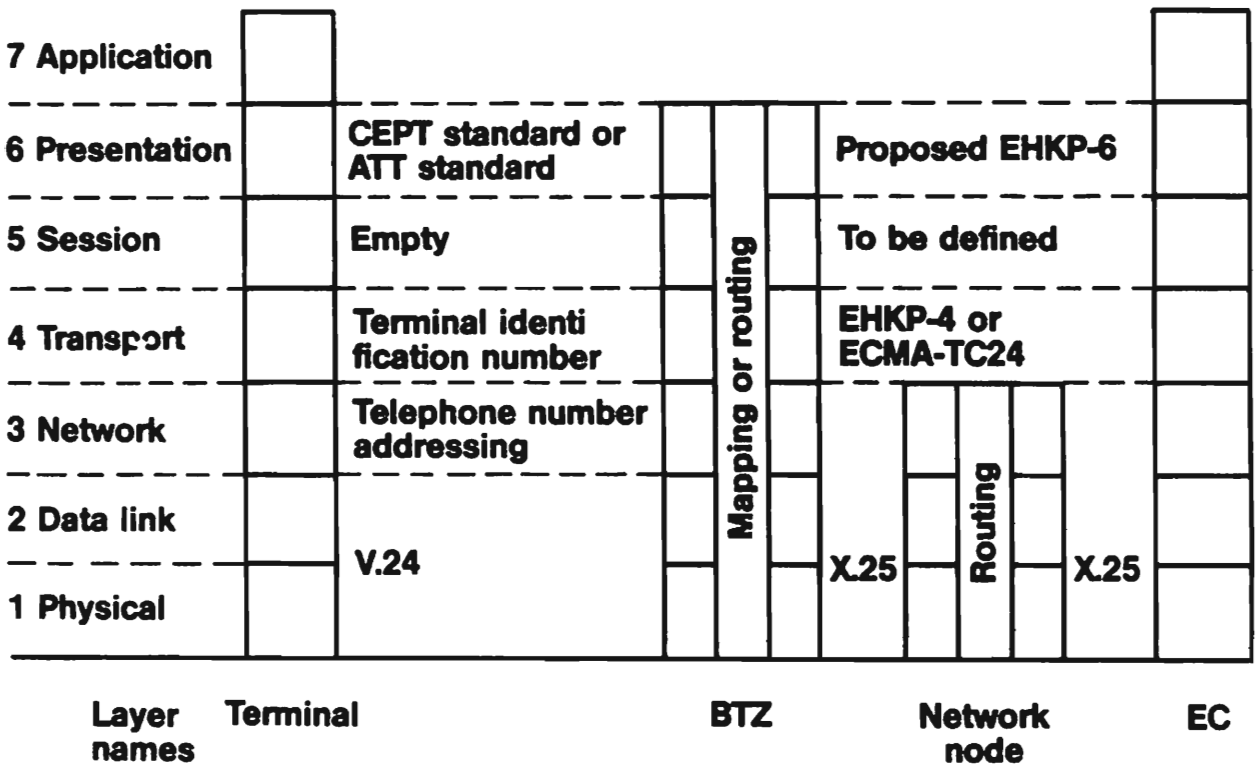 7 Application
6 Presentation
CEPT standard or
ATT standard
Proposed EHKP-6
5 Session
Empty
To be defined
4 Transport
Terminal identi
fication number
EHKP-4 or
ECMA-TC24
3 Network
Telephone number
addressing
2 Data link
V.24
Mapping or routing
X.25
Routing
X.25
1 Physical
Layer
names
Terminal
BTZ
Network
node
EC